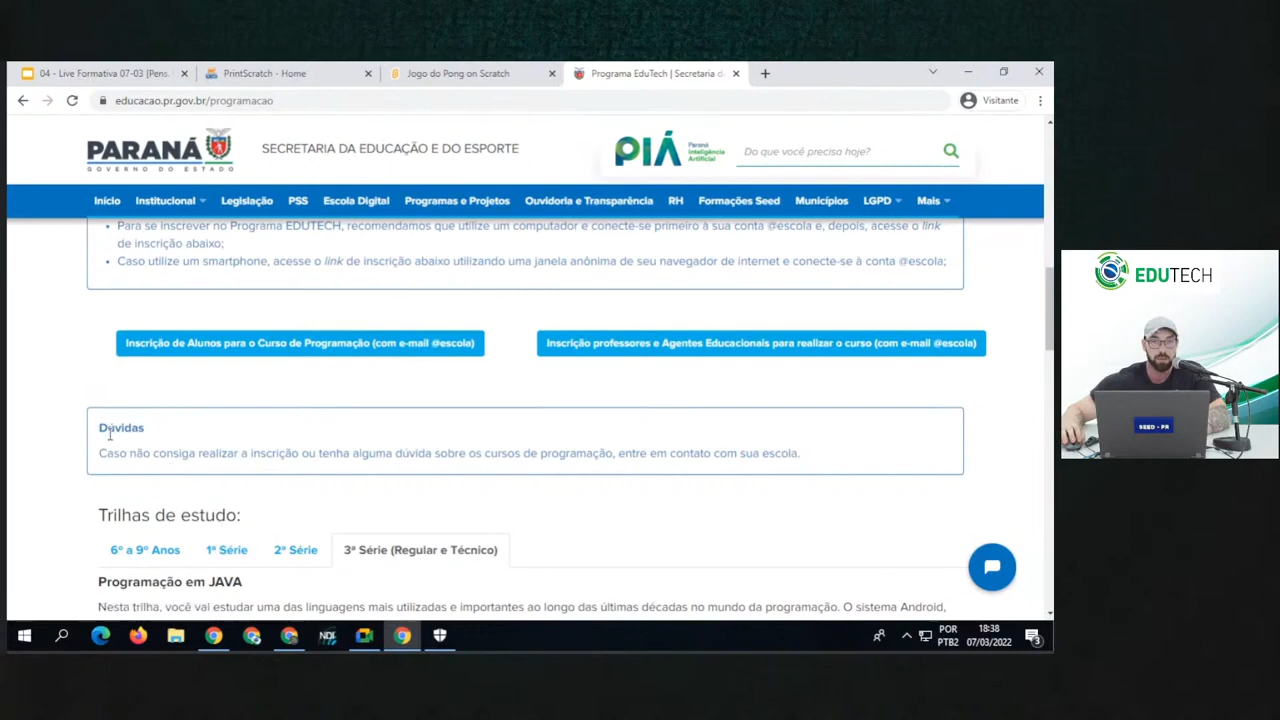 04 - Live Formativa 07-03 [Pens.
PrintScratch - Home
Jogo do Pong on Scratch
Programa EduTech | Secretaria d
educacao.pr.gov.br/programacao
Visitante
PARANÁ
GOVERNO DO ESTADO
SECRETARIA DA EDUCAÇÃO E DO ESPORTE
PIÁ
Paraná
Inteligência
Artificial
Do que você precisa hoje?
Início
Institucional
Legislação
PSS
Escola Digital
Programas e Projetos
Ouvidoria e Transparência
RH
Formações Seed
Municípios
LGPD
Mais
Para se inscrever no Programa EDUTECH, recomendamos que utilize um computador e conecte-se primeiro à sua conta @escola e, depois, acesse o link
de inscrição abaixo;
Caso utilize um smartphone, acesse o link de inscrição abaixo utilizando uma janela anônima de seu navegador de internet e conecte-se à conta @escola;
Inscrição de Alunos para o Curso de Programação (com e-mail @escola)
Inscrição professores e Agentes Educacionais para realizar o curso (com e-mail @escola)
Dúvidas
Caso não consiga realizar a inscrição ou tenha alguma dúvida sobre os cursos de programação, entre em contato com sua escola.
Trilhas de estudo:
6º a 9º Anos
1ª Série
2ª Série
3ª Série (Regular e Técnico)
Programação em JAVA
Nesta trilha, você vai estudar uma das linguagens mais utilizadas e importantes ao longo das últimas décadas no mundo da programação. O sistema Android,
NDI
POR
PTB2
18:38
07/03/2022
3
EDUTECH
SEED - PR